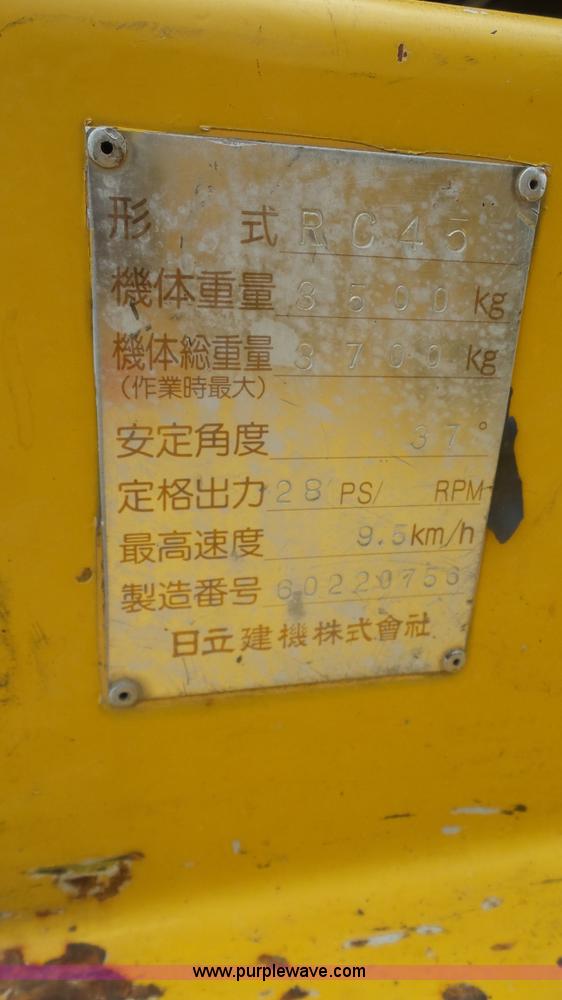 形 式 RC45
機体重量 3500 kg
機体総重量 3700 kg
(作業時最大)
安定角度 37°
定格出力 28 PS/ RPM
最高速度 9.5km/h
製造番号 60220756
日立建機株式會社
www.purplewave.com